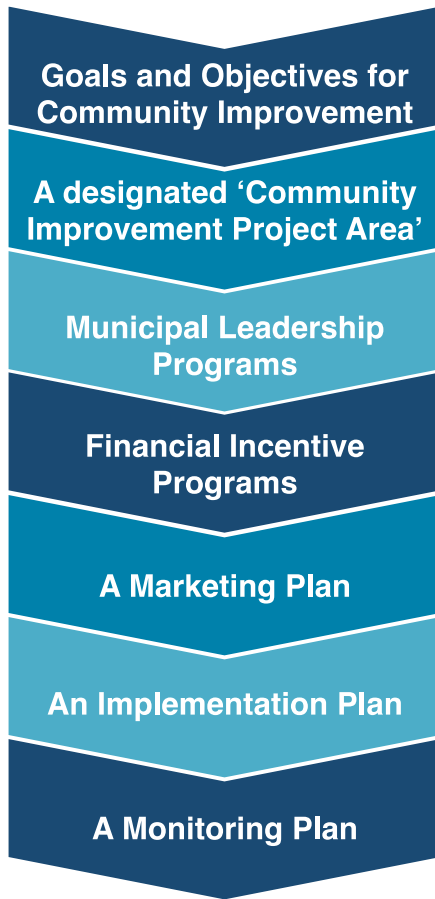 Goals and Objectives for
Community Improvement
A designated ‘Community
Improvement Project Area’
Municipal Leadership
Programs
Financial Incentive
Programs
A Marketing Plan
An Implementation Plan
A Monitoring Plan